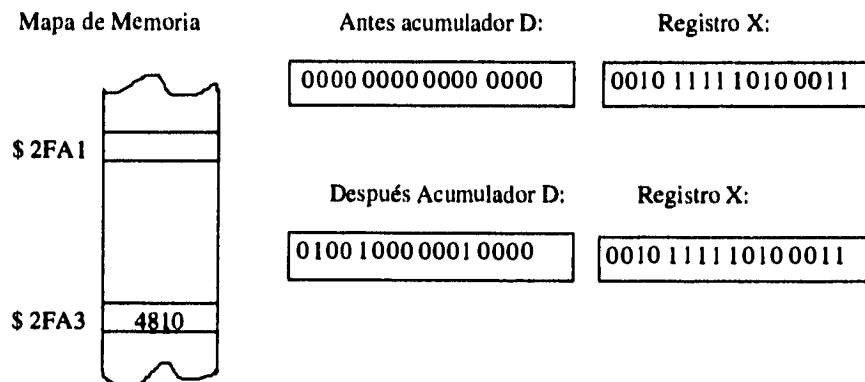 Mapa de Memoria
Antes acumulador D:
Registro X:
0000 0000 0000 0000
0010 1111 1010 0011
$ 2FA1
Después Acumulador D:
Registro X:
0100 1000 0001 0000
0010 1111 1010 0011
$ 2FA3
4810